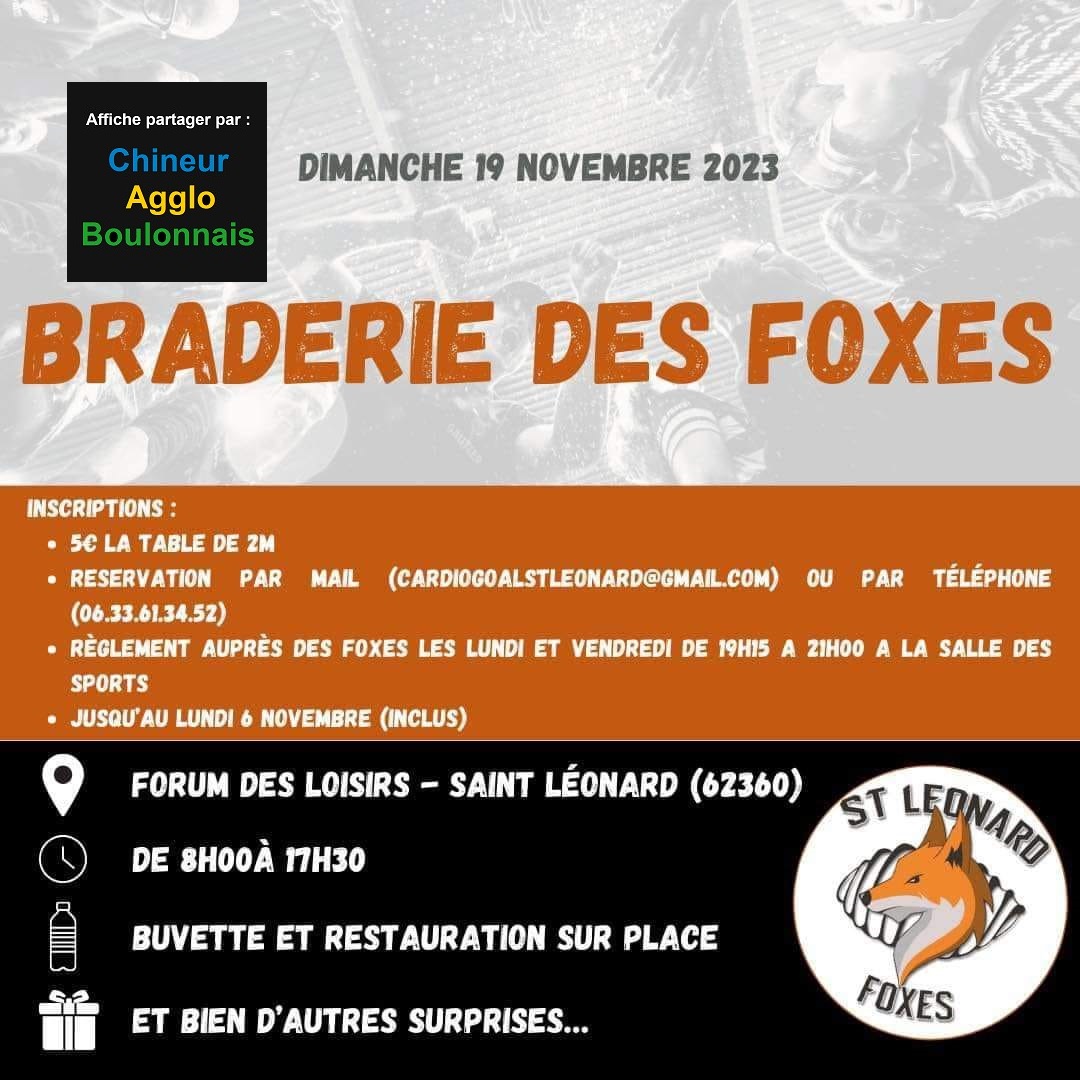 Affiche partager par :
Chineur
Agglo
Boulonnais
DIMANCHE 19 NOVEMBRE 2023
BRADERIE DES FOXES
INSCRIPTIONS :
• 5€ LA TABLE DE 2M
• RESERVATION PAR MAIL (CARDIOGOALSTLEONARD@GMAIL.COM) OU PAR TÉLÉPHONE
(06.33.61.34.52)
• RÈGLEMENT AUPRÈS DES FOXES LES LUNDI ET VENDREDI DE 19H15 A 21H00 A LA SALLE DES
SPORTS
• JUSQU'AU LUNDI 6 NOVEMBRE (INCLUS)
FORUM DES LOISIRS – SAINT LÉONARD (62360)
DE 8H00À 17H30
BUVETTE ET RESTAURATION SUR PLACE
ET BIEN D'AUTRES SURPRISES...
ST LEONARD
FOXES